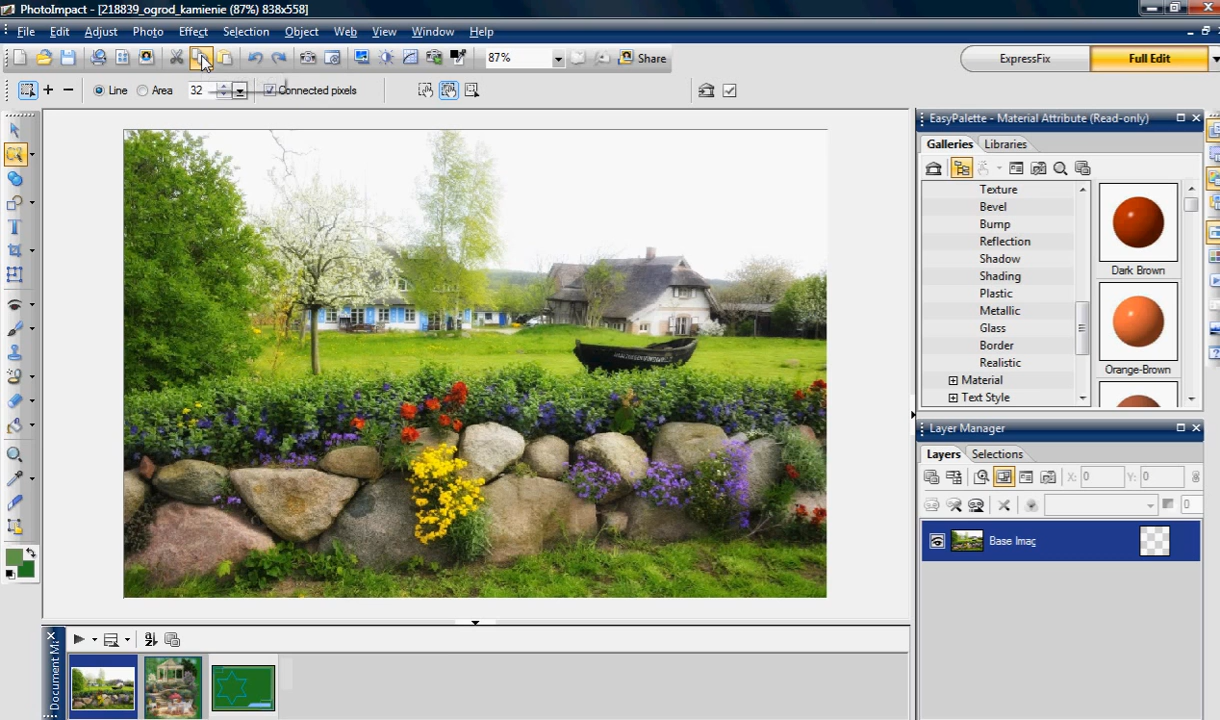 PhotoImpact - [218839_ogrod_kamienie (87%) 838x558]
File Edit Adjust Photo Effect Selection Object Web View Window Help
87% Share ExpressFix Full Edit
Line Area 32 Connected pixels
EasyPalette - Material Attribute (Read-only)
Galleries Libraries
Texture
Bevel
Bump
Reflection
Shadow
Shading
Plastic
Metallic
Glass
Border
Realistic
Material
Text Style
Dark Brown
Orange-Brown
Layer Manager
Layers Selections
X: 0 Y: 0
0
Base Imag
Document Ma